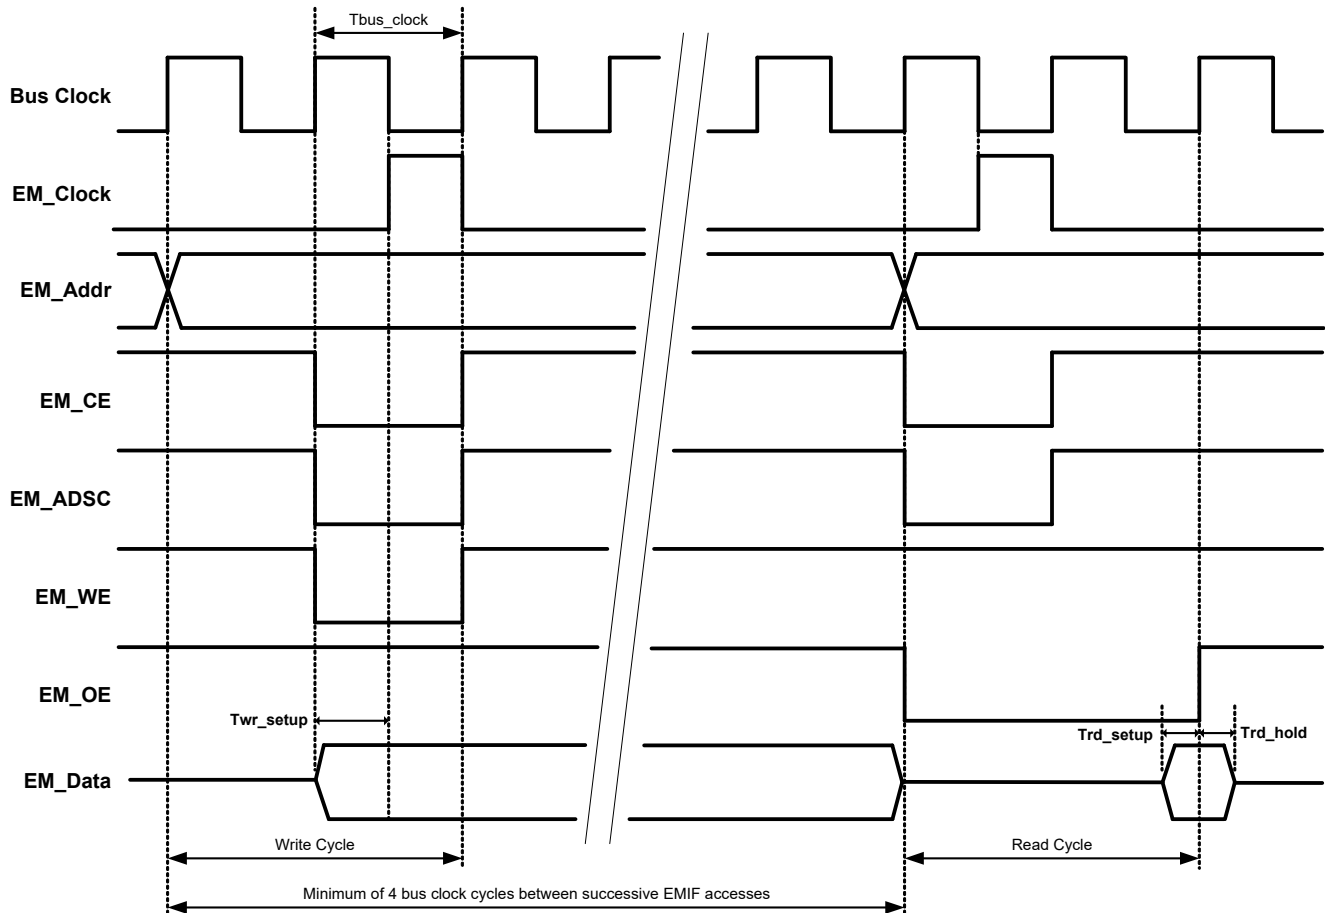 Tbus_clock
Bus Clock
EM_Clock
EM_Addr
EM_CE
EM_ADSC
EM_WE
EM_OE
Twr_setup
Trd_setup
Trd_hold
EM_Data
Write Cycle
Read Cycle
Minimum of 4 bus clock cycles between successive EMIF accesses